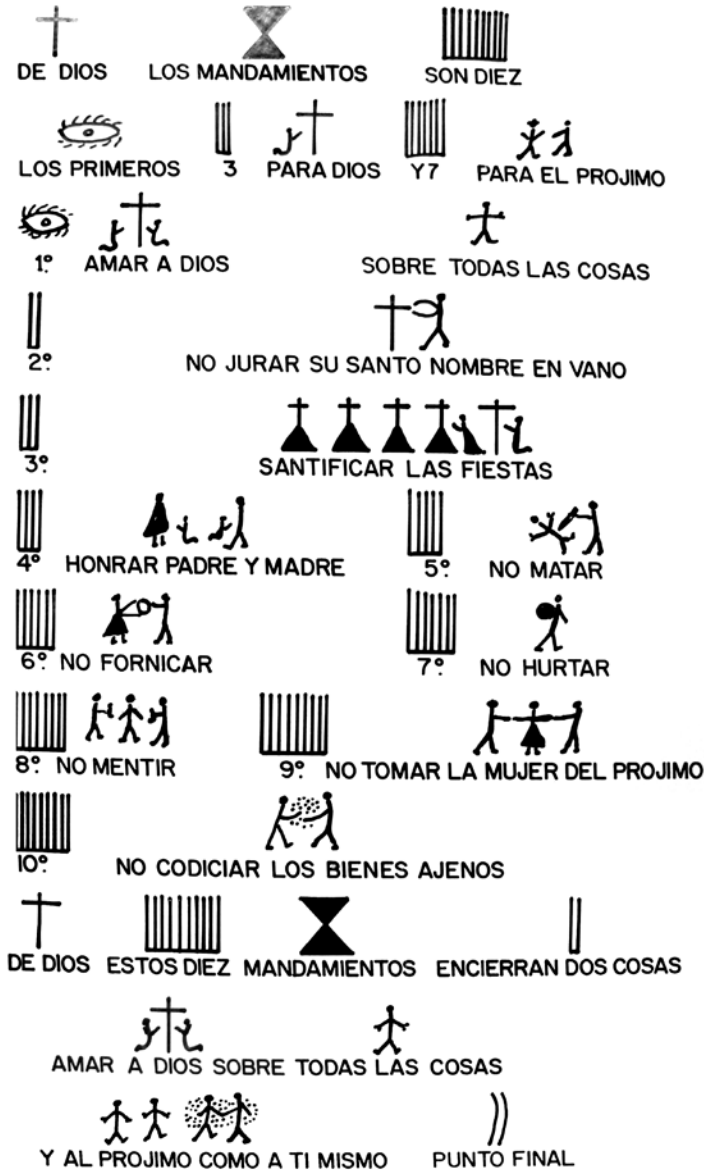 DE DIOS LOS MANDAMIENTOS SON DIEZ
LOS PRIMEROS 3 PARA DIOS Y 7 PARA EL PROJIMO
1º AMAR A DIOS SOBRE TODAS LAS COSAS
2º NO JURAR SU SANTO NOMBRE EN VANO
3º SANTIFICAR LAS FIESTAS
4º HONRAR PADRE Y MADRE 5º NO MATAR
6º NO FORNICAR 7º NO HURTAR
8º NO MENTIR 9º NO TOMAR LA MUJER DEL PROJIMO
10º NO CODICIAR LOS BIENES AJENOS
DE DIOS ESTOS DIEZ MANDAMIENTOS ENCIERRAN DOS COSAS
AMAR A DIOS SOBRE TODAS LAS COSAS
Y AL PROJIMO COMO A TI MISMO PUNTO FINAL